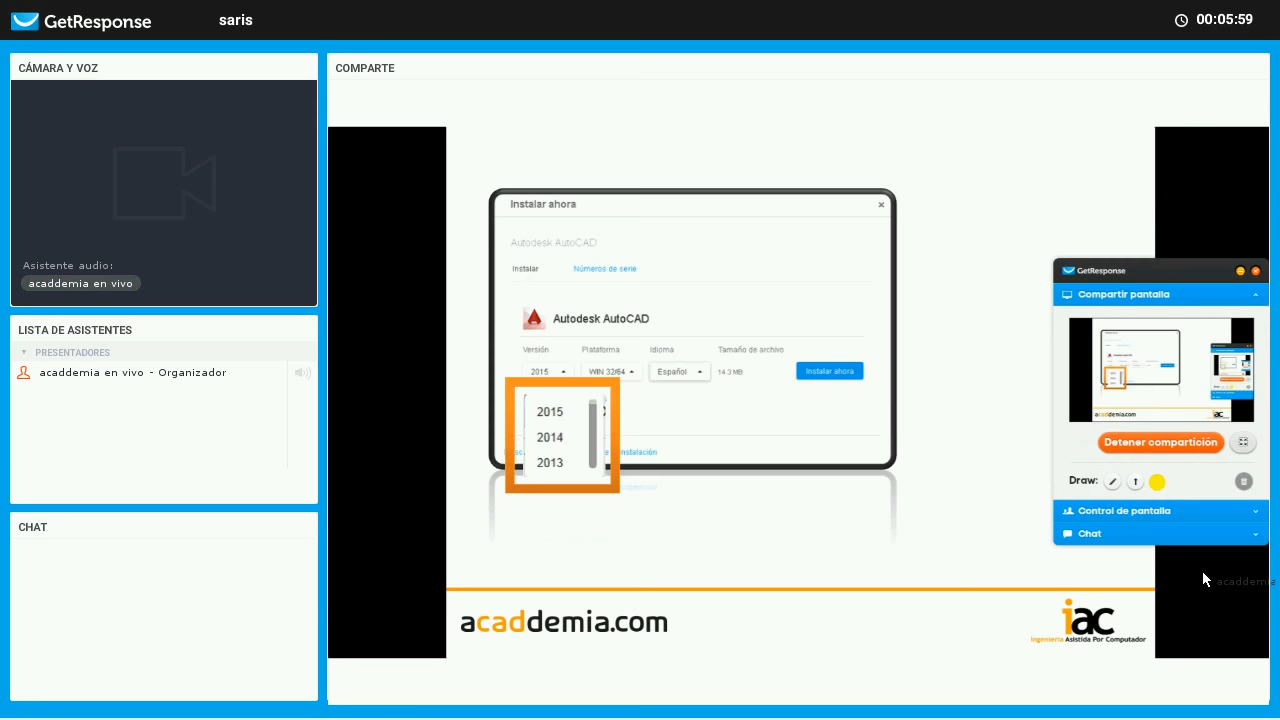 GetResponse
saris
00:05:59
CÁMARA Y VOZ
Asistente audio:
acaddemia en vivo
LISTA DE ASISTENTES
PRESENTADORES
acaddemia en vivo - Organizador
CHAT
COMPARTE
Instalar ahora
Autodesk AutoCAD
Instalar
Números de serie
Autodesk AutoCAD
Versión
Plataforma
Idioma
Tamaño de archivo
2015
WIN 32/64
Español
14.3 MB
Instalar ahora
2015
2014
2013
instalación
acaddemia.com
iac
Ingeniería Asistida Por Computador
GetResponse
Compartir pantalla
acaddemia.com
iac
Detener compartición
Draw:
Control de pantalla
Chat